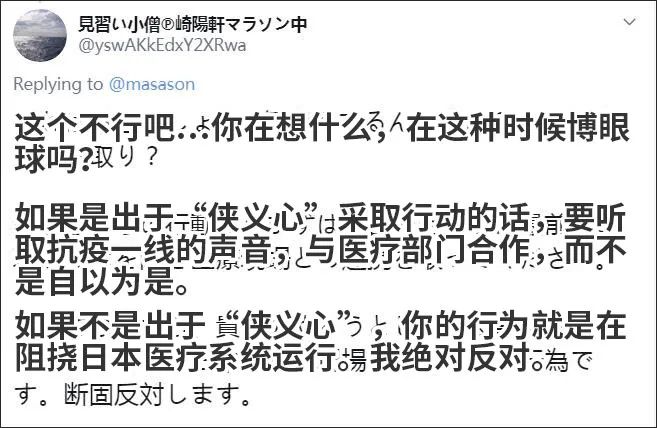 見習い小僧℗崎陽軒マラソン中
@yswAKkEdxY2XRwa
Replying to @masason
这个不行吧...你在想什么，在这种时候博眼
球吗？取り？
如果是出于“侠义心”采取行动的话，要听
取抗疫一线的声音，与医疗部门合作，而不
是自以为是。
如果不是出于“侠义心”，你的行为就是在
阻挠日本医疗系统运行。我绝对反对。為で
す。断固反対します。